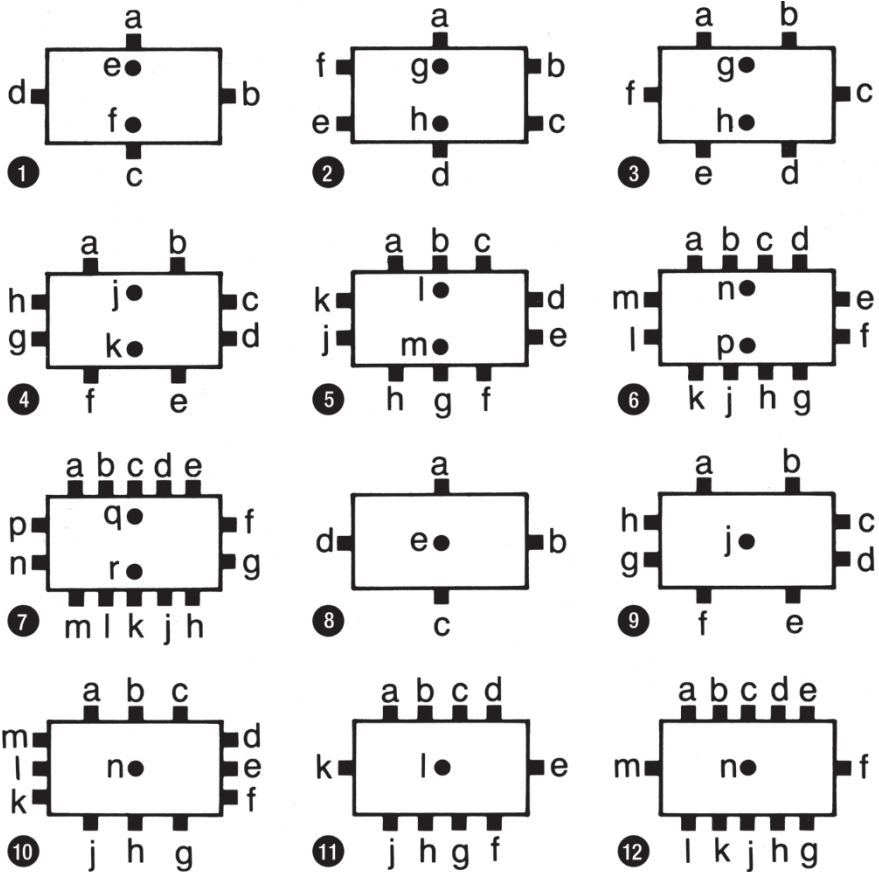 a
d e b
f
1 c
a
f g b
e h c
2 d
a b
f g c
h
3 e d
a b
h j c
g k d
4 f e
a b c
k l d
j m e
5 h g f
a b c d
m n e
l p f
6 k j h g
a b c d e
p q f
n r g
7 m l k j h
a
d e b
8 c
a b
h j c
g d
9 f e
a b c
m d
l n e
k f
10 j h g
a b c d
k l e
11 j h g f
a b c d e
m n f
12 l k j h g